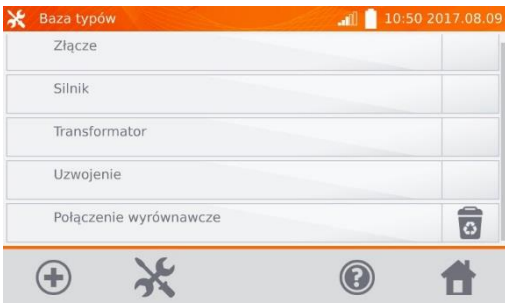 Baza typów 10:50 2017.08.09
Złącze
Silnik
Transformator
Uzwojenie
Połączenie wyrównawcze